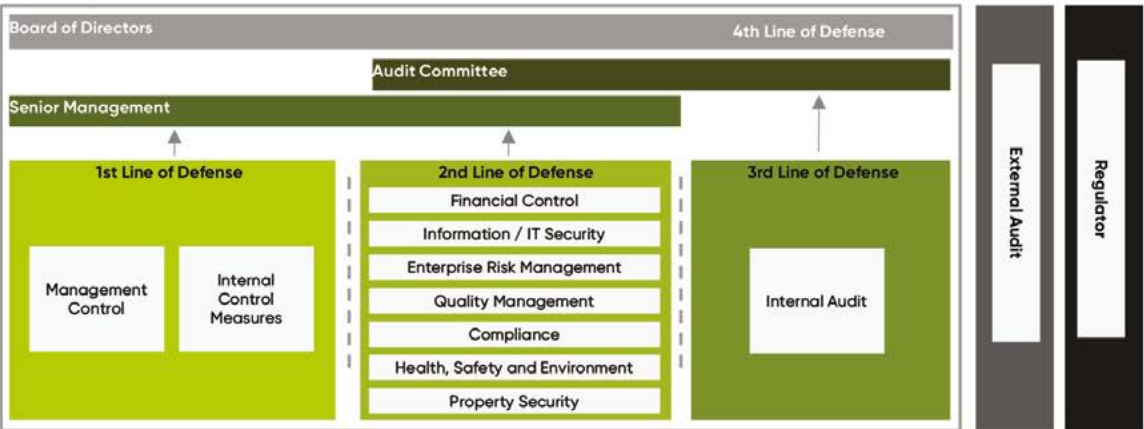 Board of Directors
4th Line of Defense
Audit Committee
Senior Management
1st Line of Defense
Management
Control
Internal
Control
Measures
2nd Line of Defense
Financial Control
Information / IT Security
Enterprise Risk Management
Quality Management
Compliance
Health, Safety and Environment
Property Security
3rd Line of Defense
Internal Audit
External Audit
Regulator